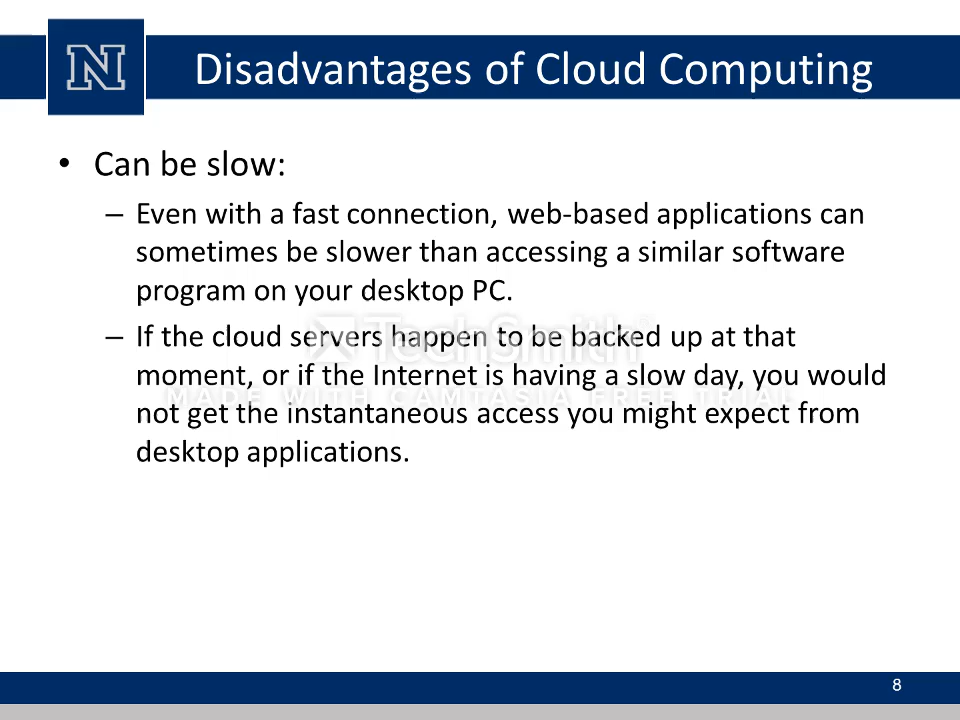 N
Disadvantages of Cloud Computing
• Can be slow:
– Even with a fast connection, web-based applications can
sometimes be slower than accessing a similar software
program on your desktop PC.
– If the cloud servers happen to be backed up at that
TechSmith
moment, or if the Internet is having a slow day, you would
MADE WITH CAMTASIA FREE TRIAL
not get the instantaneous access you might expect from
desktop applications.
8